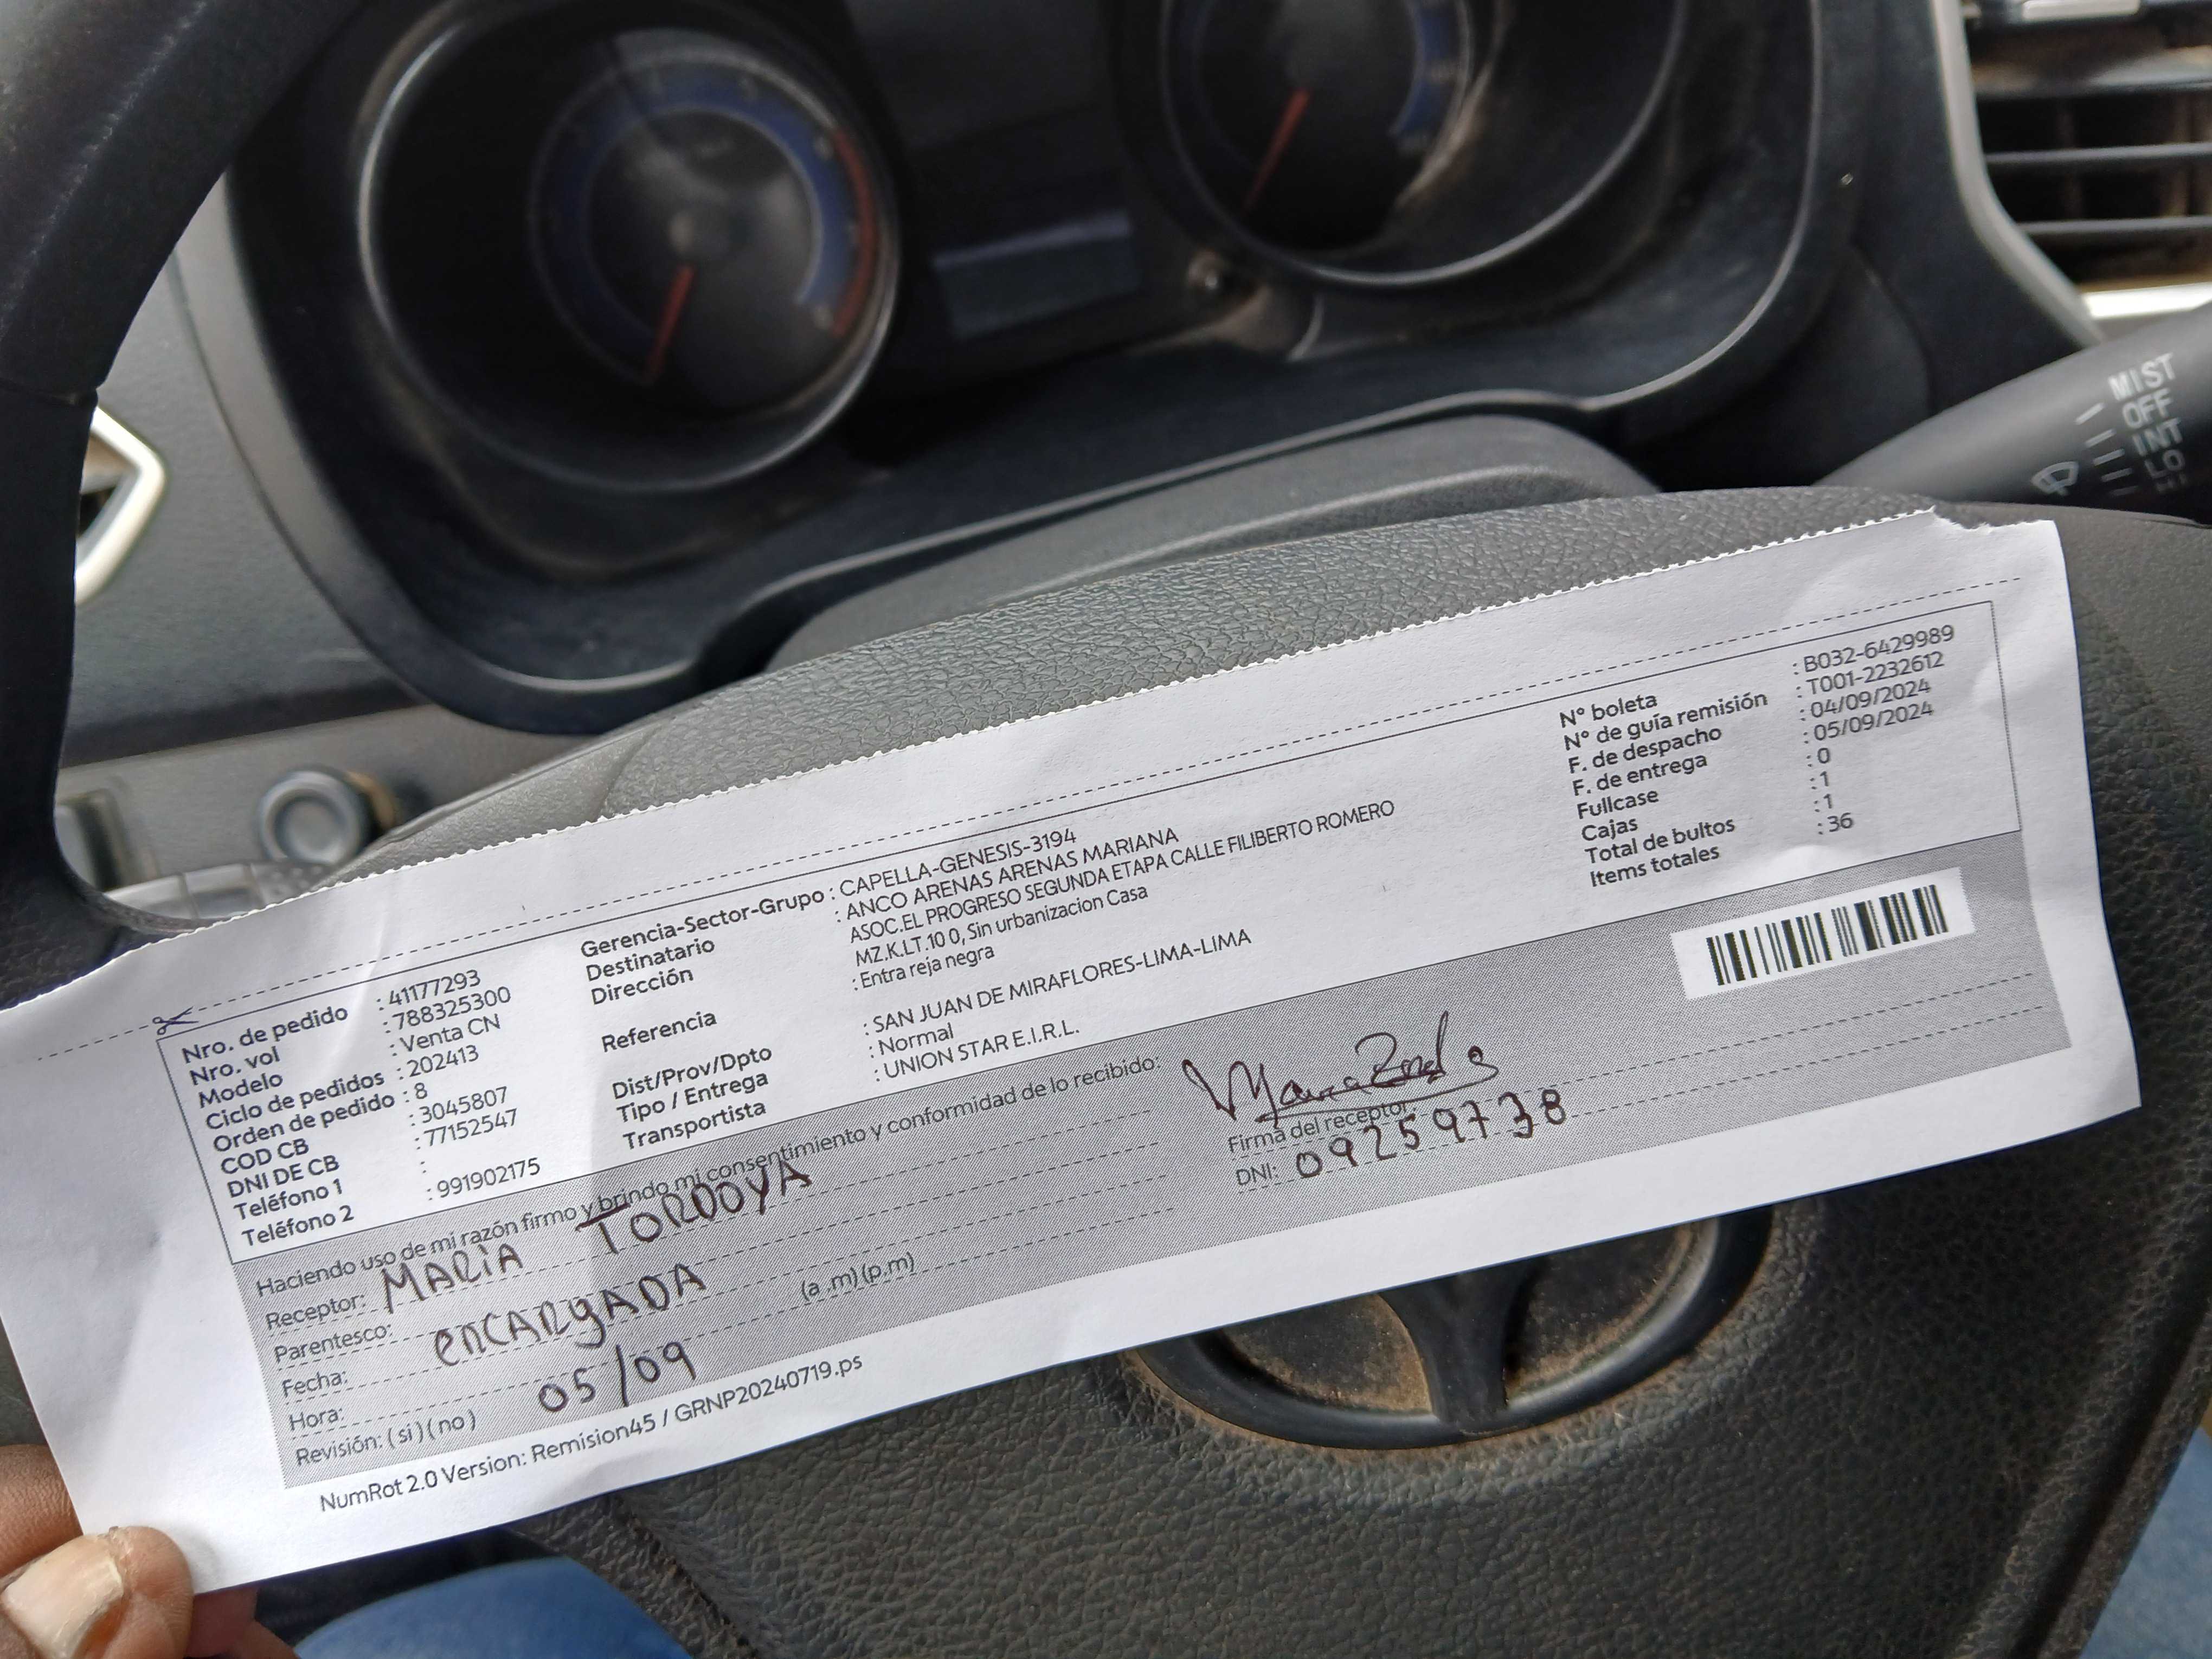 MIST
OFF
INT
LO
Nro. de pedido : 41177293
Nro. vol : 788325300
Modelo : Venta CN
Ciclo de pedidos : 202413
Orden de pedido : 8
COD CB : 3045807
DNI DE CB : 77152547
Teléfono 1 :
Teléfono 2 : 991902175
Gerencia-Sector-Grupo : CAPELLA-GENESIS-3194
Destinatario : ANCO ARENAS ARENAS MARIANA
Dirección ASOC.EL PROGRESO SEGUNDA ETAPA CALLE FILIBERTO ROMERO
MZ.K.LT.10 0, Sin urbanizacion Casa
Referencia : Entra reja negra
Dist/Prov/Dpto : SAN JUAN DE MIRAFLORES-LIMA-LIMA
Tipo / Entrega : Normal
Transportista : UNION STAR E.I.R.L.
N° boleta : B032-6429989
N° de guía remisión : T001-2232612
F. de despacho : 04/09/2024
F. de entrega : 05/09/2024
Fullcase : 0
Cajas : 1
Total de bultos : 1
Items totales : 36
Haciendo uso de mi razón firmo y brindo mi consentimiento y conformidad de lo recibido:
Receptor: MARIA TORDOYA
Parentesco: encargADA
Fecha: 05/09
Hora: (a .m) (p.m)
Revisión: ( si ) ( no )
Firma del receptor:
DNI: 09259738
NumRot 2.0 Version: Remision45 / GRNP20240719.ps